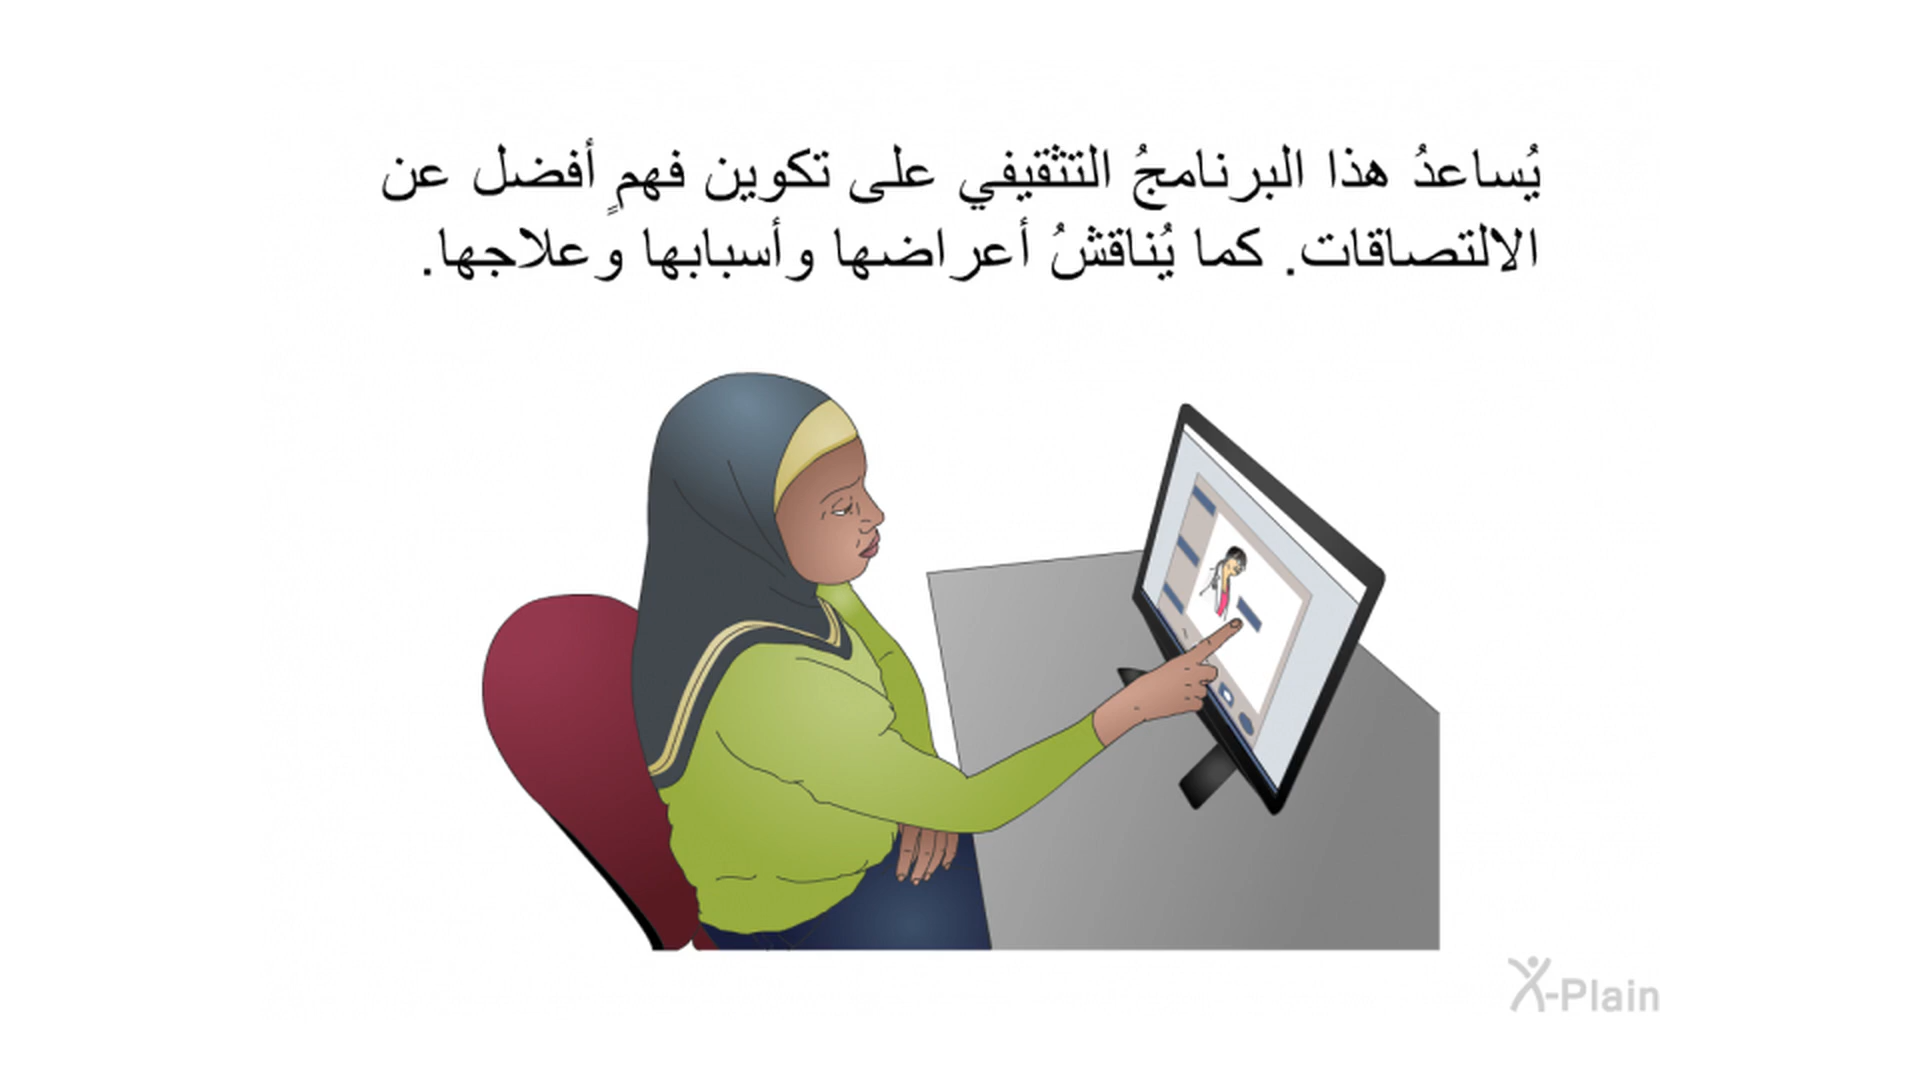 يُساعدُ هذا البرنامجُ التثقيفي على تكوين فهمٍ أفضل عن
الالتصاقات. كما يُناقشُ أعراضها وأسبابها وعلاجها.
X-Plain